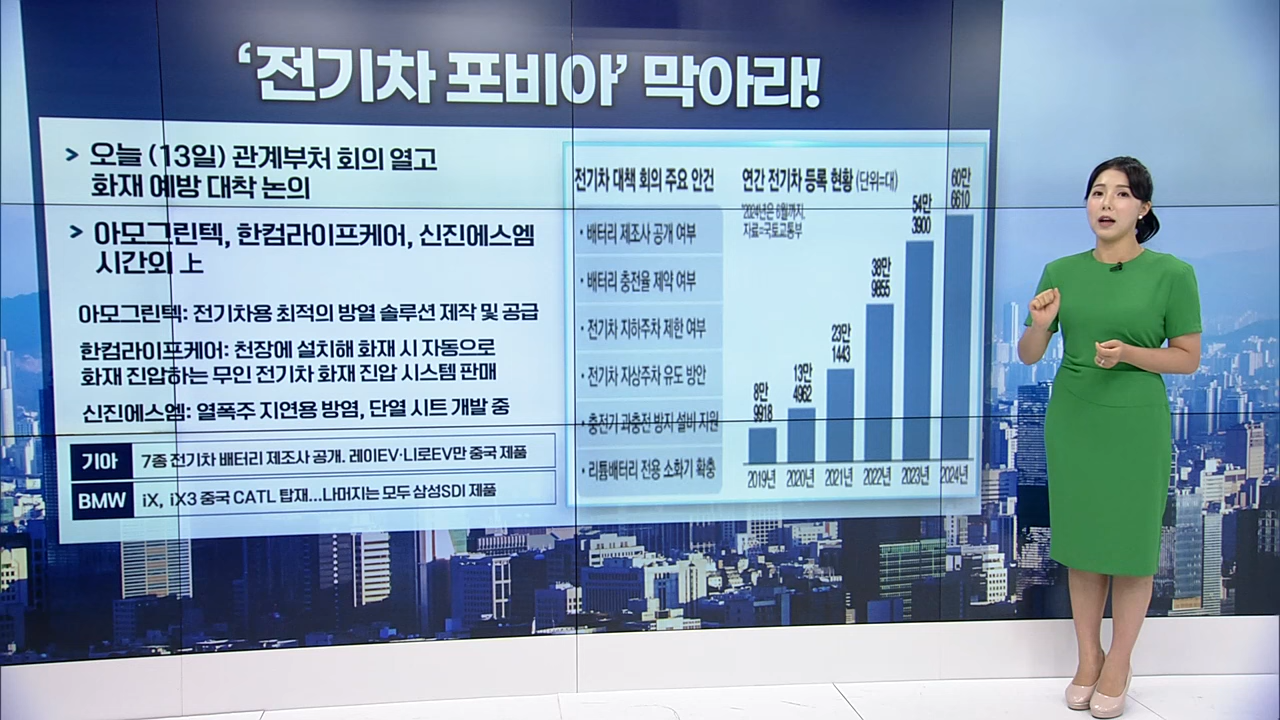 ‘전기차 포비아’ 막아라!
> 오늘 (13일) 관계부처 회의 열고
화재 예방 대착 논의
> 아모그린텍, 한컴라이프케어, 신진에스엠
시간외 上
아모그린텍: 전기차용 최적의 방열 솔루션 제작 및 공급
한컴라이프케어: 천장에 설치해 화재 시 자동으로
화재 진압하는 무인 전기차 화재 진압 시스템 판매
신진에스엠: 열폭주 지연용 방염, 단열 시트 개발 중
기아 7종 전기차 배터리 제조사 공개. 레이EV·니로EV만 중국 제품
BMW iX, iX3 중국 CATL 탑재...나머지는 모두 삼성SDI 제품
전기차 대책 회의 주요 안건
· 배터리 제조사 공개 여부
· 배터리 충전율 제약 여부
· 전기차 지하주차 제한 여부
· 전기차 지상주차 유도 방안
· 충전기 과충전 방지 설비 지원
· 리튬배터리 전용 소화기 확충
연간 전기차 등록 현황 (단위=대)
*2024년은 6월까지.
자료=국토교통부
8만
9918
13만
4962
23만
1443
38만
9855
54만
3900
60만
6610
2019년 2020년 2021년 2022년 2023년 2024년